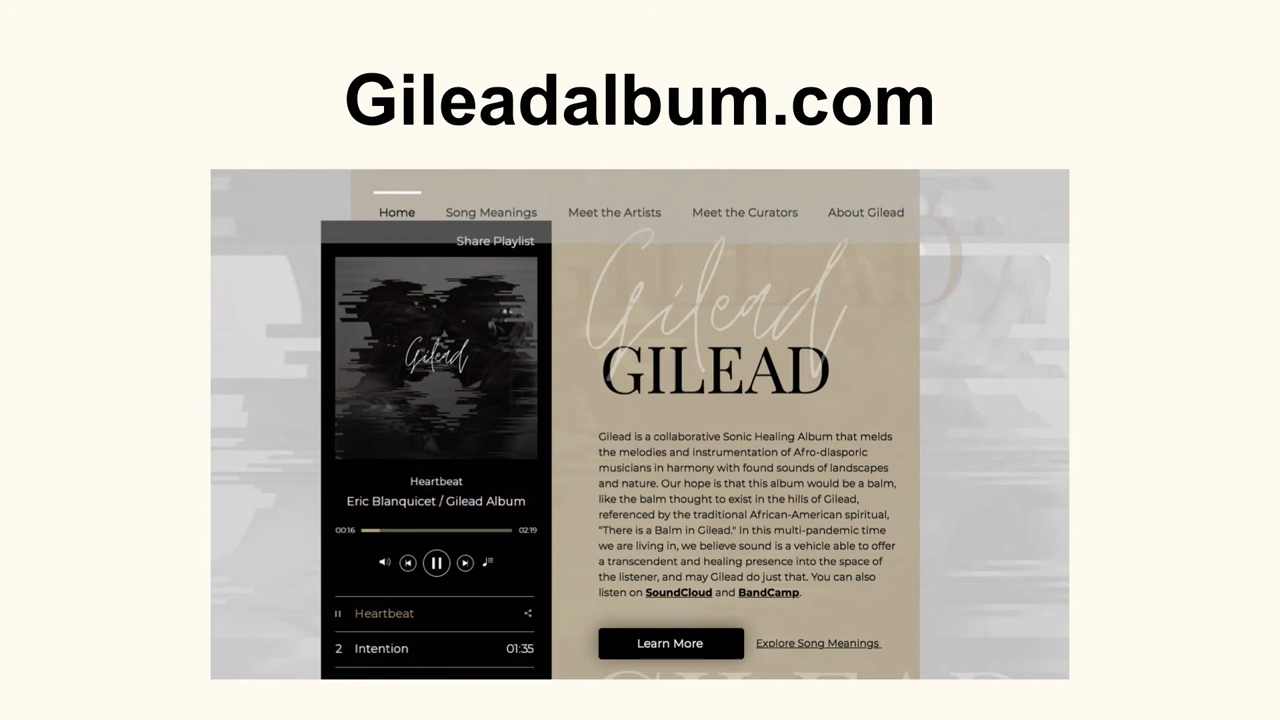 Gileadalbum.com
Home Song Meanings Meet the Artists Meet the Curators About Gilead
Share Playlist
Gilead
Heartbeat
Eric Blanquicet / Gilead Album
00:16 02:19
Heartbeat
2 Intention 01:35
GILEAD
Gilead
GILEAD
Gilead is a collaborative Sonic Healing Album that melds
the melodies and instrumentation of Afro-diasporic
musicians in harmony with found sounds of landscapes
and nature. Our hope is that this album would be a balm,
like the balm thought to exist in the hills of Gilead,
referenced by the traditional African-American spiritual,
"There is a Balm in Gilead." In this multi-pandemic time
we are living in, we believe sound is a vehicle able to offer
a transcendent and healing presence into the space of
the listener, and may Gilead do just that. You can also
listen on SoundCloud and BandCamp.
Learn More Explore Song Meanings
GILEAD